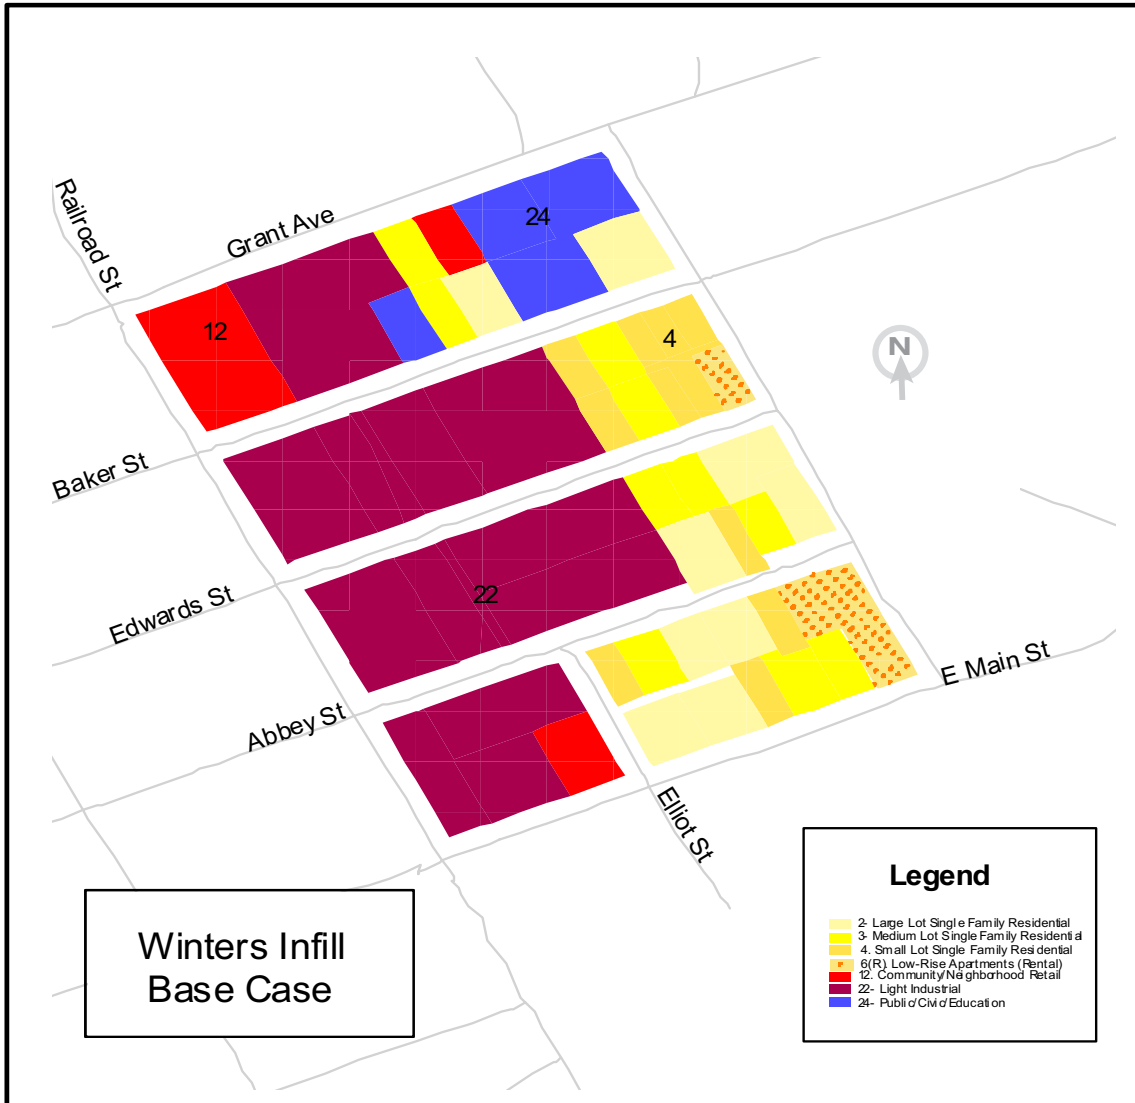 Railroad St
Grant Ave
24
12
4
N
Baker St
Edwards St
22
Abbey St
E Main St
Elliot St
Winters Infill
Base Case
Legend
2- Large Lot Single Family Residential
3- Medium Lot Single Family Residential
4. Small Lot Single Family Residential
6(R). Low-Rise Apartments (Rental)
12. Community/Neighborhood Retail
22- Light Industrial
24- Public/Civic/Education